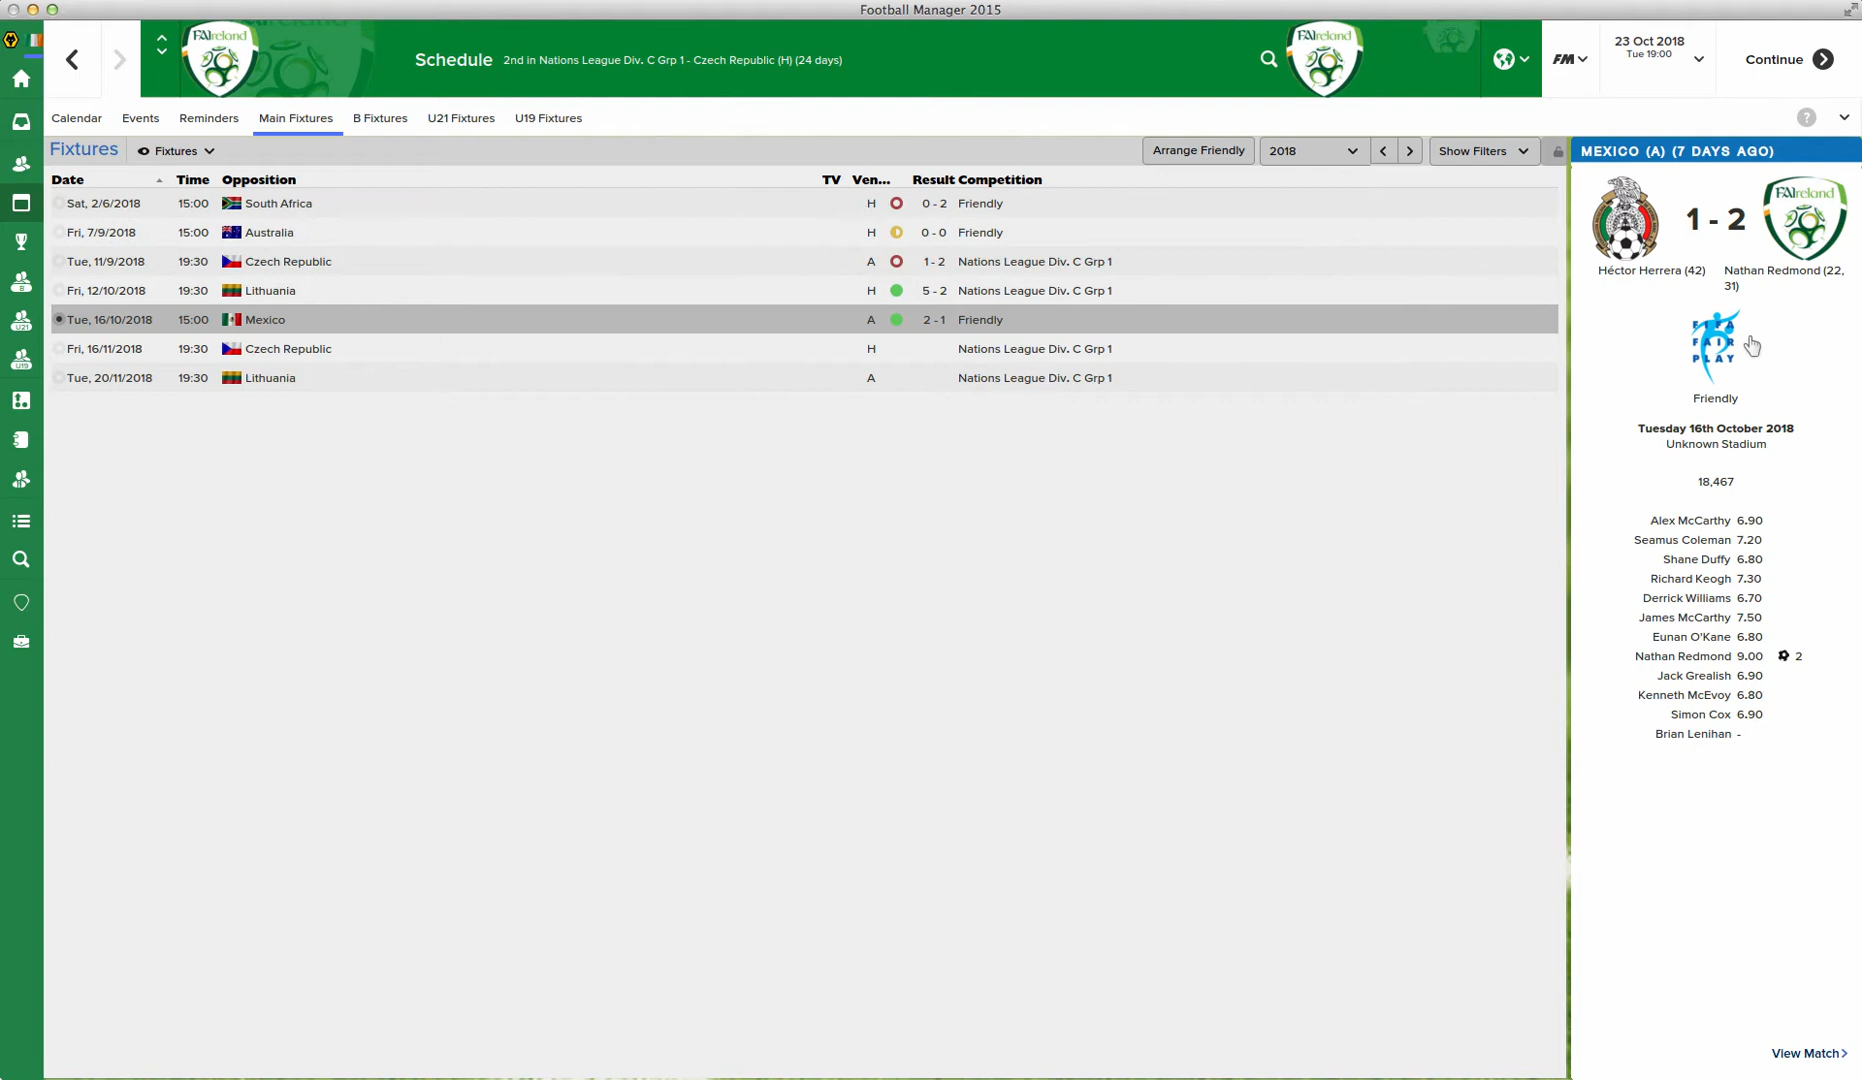 Football Manager 2015
Schedule 2nd in Nations League Div. C Grp 1 - Czech Republic (H) (24 days)
FAIreland
FAIreland
FM
23 Oct 2018
Tue 19:00
Continue
Calendar Events Reminders Main Fixtures B Fixtures U21 Fixtures U19 Fixtures ?
Fixtures Fixtures Arrange Friendly 2018 Show Filters
Date Time Opposition TV Ven... Result Competition
Sat, 2/6/2018 15:00 South Africa H 0 - 2 Friendly
Fri, 7/9/2018 15:00 Australia H 0 - 0 Friendly
Tue, 11/9/2018 19:30 Czech Republic A 1 - 2 Nations League Div. C Grp 1
Fri, 12/10/2018 19:30 Lithuania H 5 - 2 Nations League Div. C Grp 1
Tue, 16/10/2018 15:00 Mexico A 2 - 1 Friendly
Fri, 16/11/2018 19:30 Czech Republic H Nations League Div. C Grp 1
Tue, 20/11/2018 19:30 Lithuania A Nations League Div. C Grp 1
B
U21
U19
MEXICO (A) (7 DAYS AGO)
1 - 2
FAIreland
Héctor Herrera (42) Nathan Redmond (22,
31)
FIFA
FAIR
PLAY
Friendly
Tuesday 16th October 2018
Unknown Stadium
18,467
Alex McCarthy 6.90
Seamus Coleman 7.20
Shane Duffy 6.80
Richard Keogh 7.30
Derrick Williams 6.70
James McCarthy 7.50
Eunan O'Kane 6.80
Nathan Redmond 9.00 2
Jack Grealish 6.90
Kenneth McEvoy 6.80
Simon Cox 6.90
Brian Lenihan -
View Match>